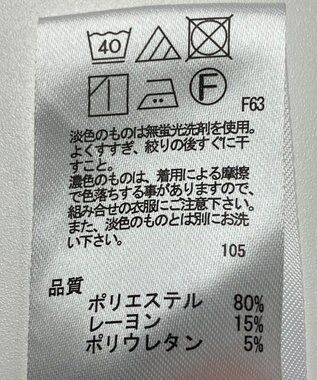 40
F
F63
淡色のものは無蛍光洗剤を使用。
よくすすぎ、絞りの後すぐに干
すこと。
濃色のものは、着用による摩擦
で色落ちする事がありますので、
組み合せの衣服にご注意下さい。
また、淡色のものとは別にお洗
い下さい。
105
品質
ポリエステル 80%
レーヨン 15%
ポリウレタン 5%